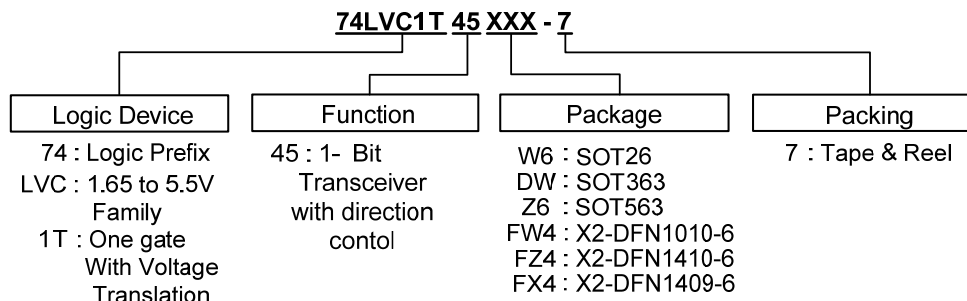 74LVC1T 45 XXX - 7
Logic Device
74 : Logic Prefix
LVC : 1.65 to 5.5V
Family
1T : One gate
With Voltage
Translation
Function
45 : 1- Bit
Transceiver
with direction
contol
Package
W6 : SOT26
DW : SOT363
Z6 : SOT563
FW4 : X2-DFN1010-6
FZ4 : X2-DFN1410-6
FX4 : X2-DFN1409-6
Packing
7 : Tape & Reel